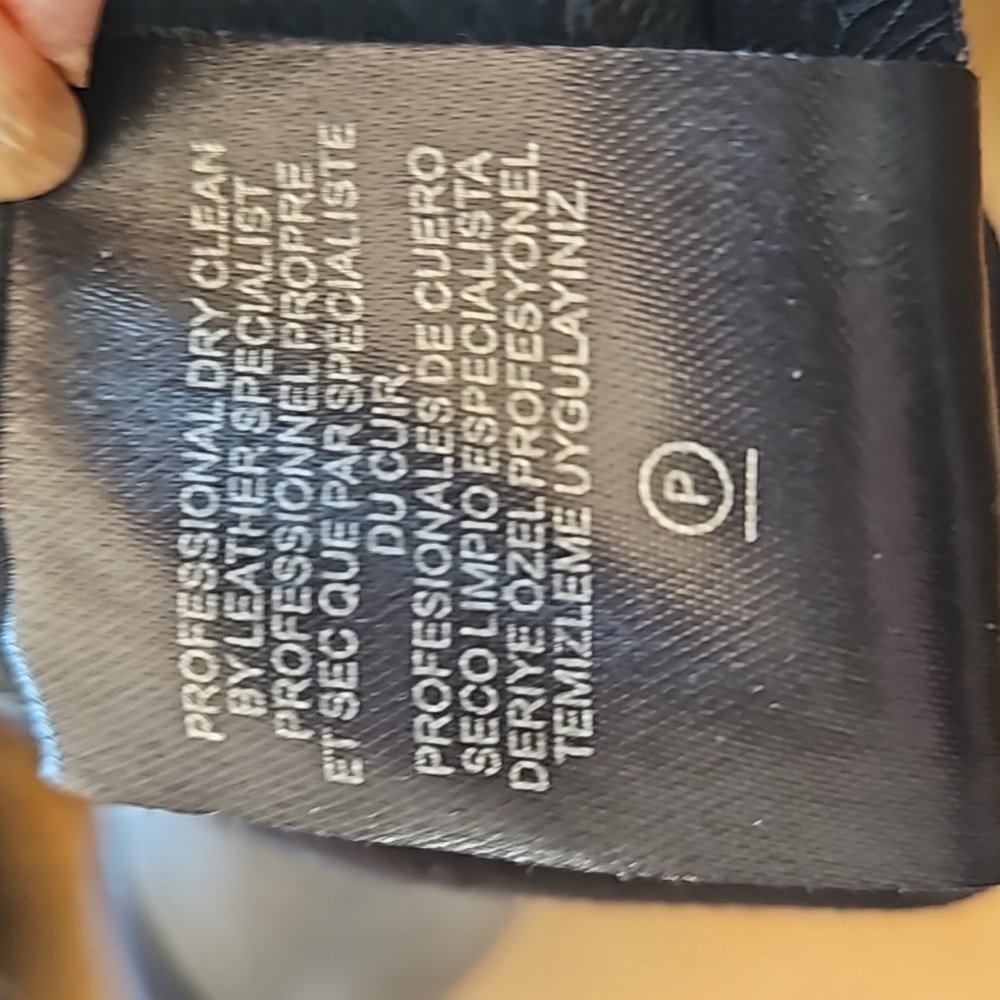 PROFESSIONAL DRY CLEAN
BY LEATHER SPECIALIST
PROFESSIONNEL PROPRE
ET SEC QUE PAR SPECIALISTE
DU CUIR.
PROFESIONALES DE CUERO
SECO LIMPIO ESPECIALISTA
DERIYE ÖZEL PROFESYONEL
TEMIZLEME UYGULAYINIZ.
P